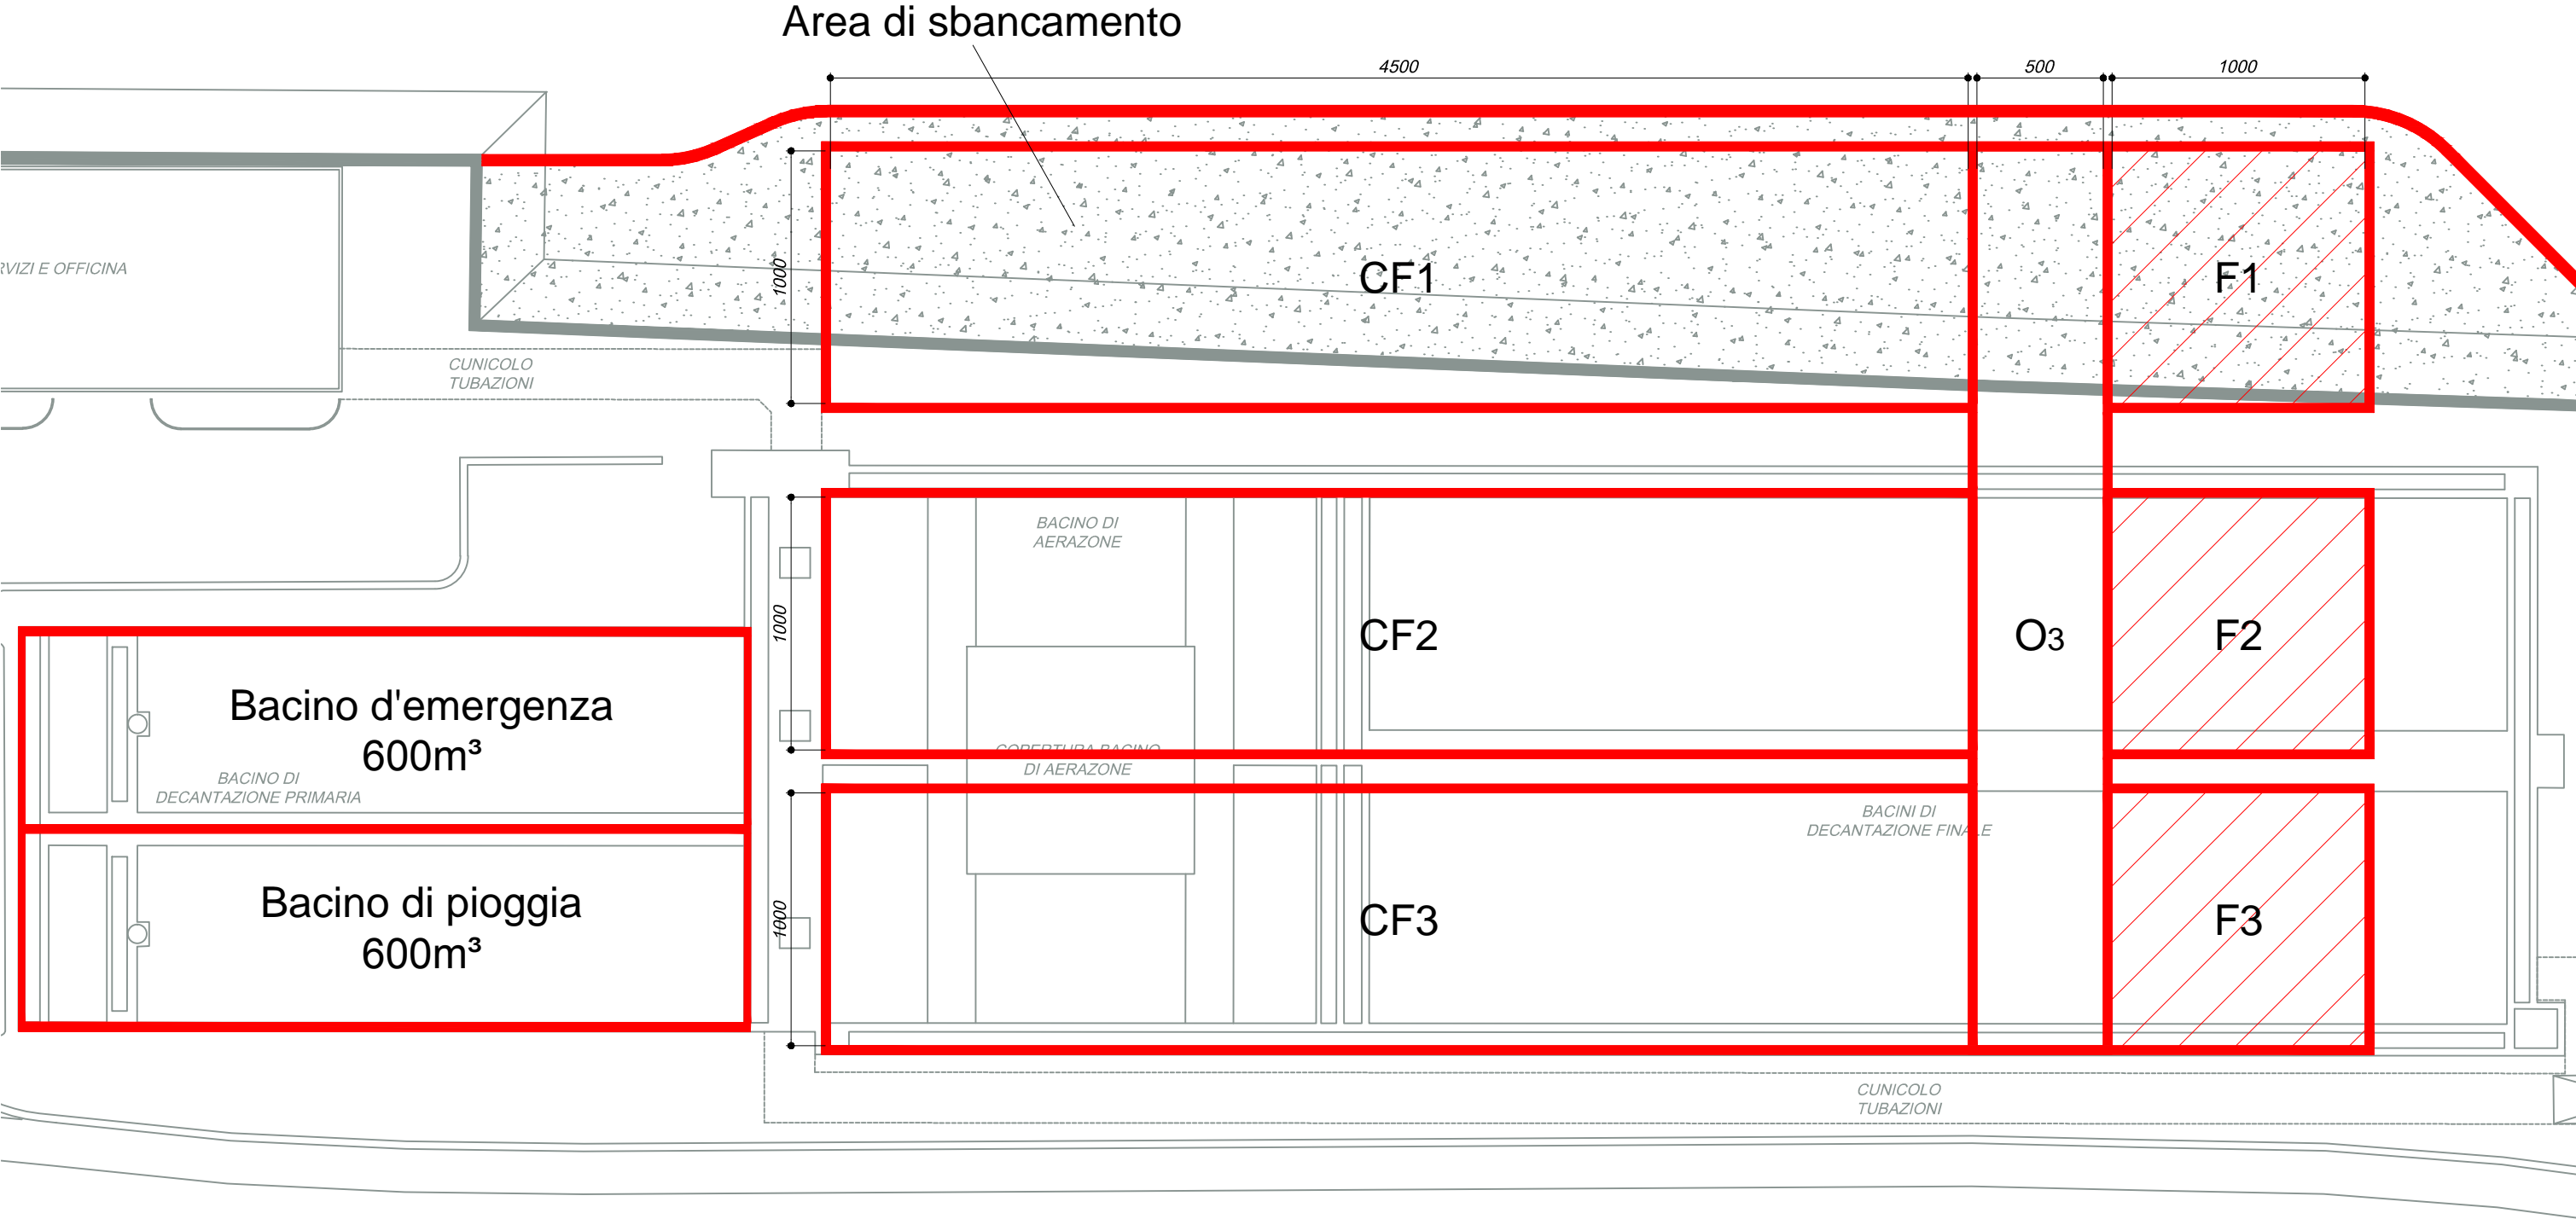 Area di sbancamento
4500
500
1000
RVIZI E OFFICINA
1000
CF1
F1
CUNICOLO
TUBAZIONI
BACINO DI
AERAZONE
1000
CF2
O3
F2
Bacino d'emergenza
600m³
COPERTURA BACINO
DI AERAZONE
BACINO DI
DECANTAZIONE PRIMARIA
BACINI DI
DECANTAZIONE FINALE
Bacino di pioggia
600m³
1000
CF3
F3
CUNICOLO
TUBAZIONI